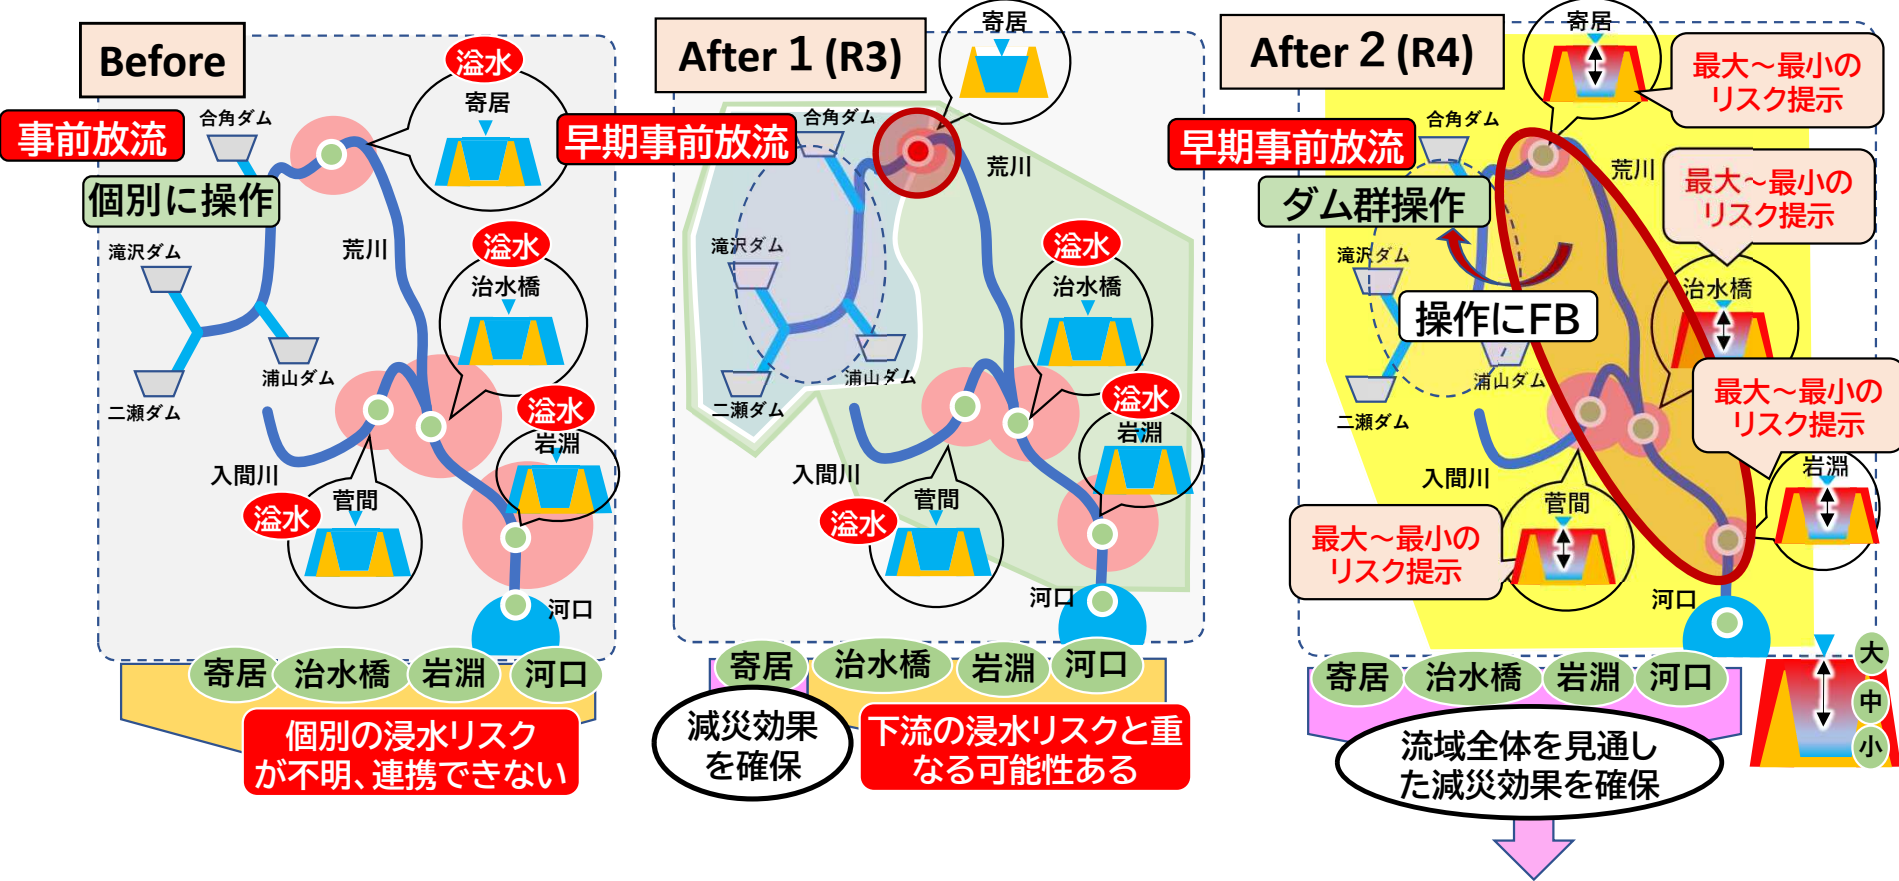 Before
溢水
寄居
合角ダム
事前放流
個別に操作
滝沢ダム
荒川
溢水
治水橋
浦山ダム
二瀬ダム
溢水
岩淵
入間川
菅間
溢水
河口
寄居
治水橋
岩淵
河口
個別の浸水リスク
が不明、連携できない
After 1 (R3)
寄居
合角ダム
早期事前放流
荒川
滝沢ダム
溢水
治水橋
浦山ダム
二瀬ダム
溢水
岩淵
入間川
菅間
溢水
河口
寄居
治水橋
岩淵
河口
減災効果
を確保
下流の浸水リスクと重
なる可能性ある
After 2 (R4)
寄居
最大~最小の
リスク提示
合角ダム
早期事前放流
荒川
ダム群操作
最大~最小の
リスク提示
滝沢ダム
操作にFB
治水橋
浦山ダム
二瀬ダム
最大~最小の
リスク提示
岩淵
入間川
菅間
最大~最小の
リスク提示
河口
寄居
治水橋
岩淵
河口
大
中
小
流域全体を見通し
た減災効果を確保